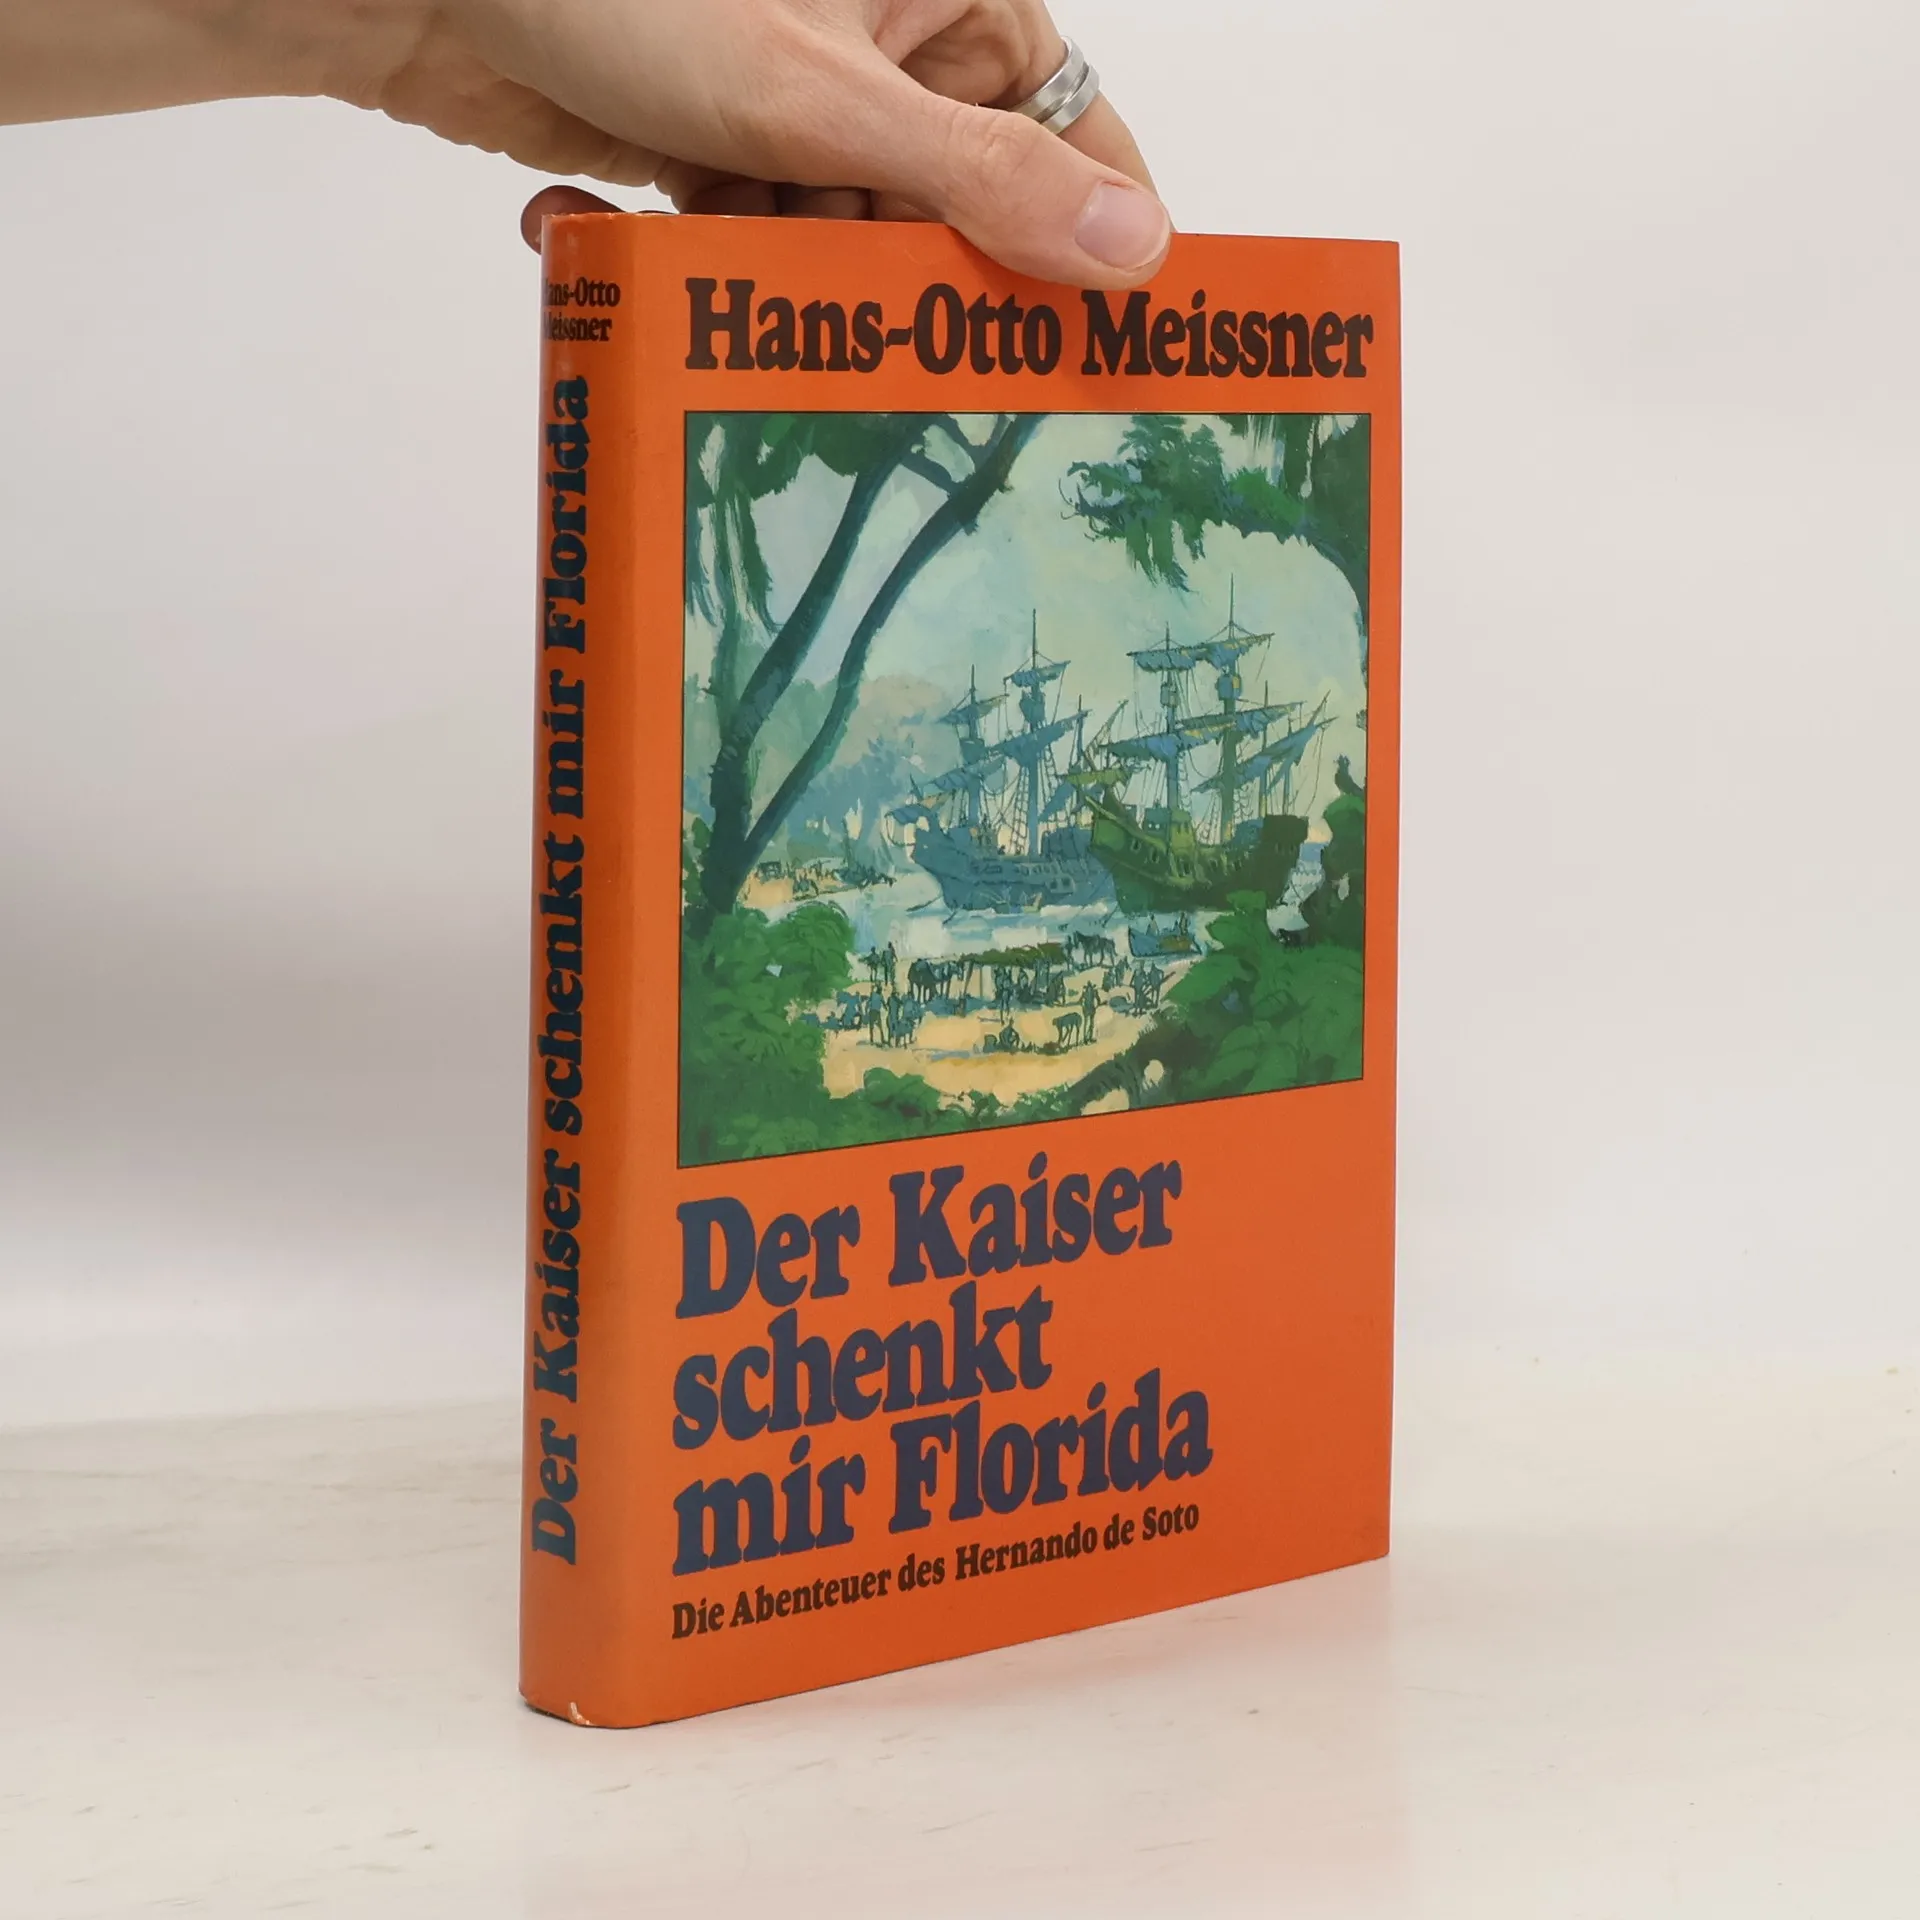 Hans-Otto
Meissner
Der Kaiser schenkt mir Florida
Hans-Otto Meissner
Der Kaiser
schenkt
mir Florida
Die Abenteuer des Hernando de Soto